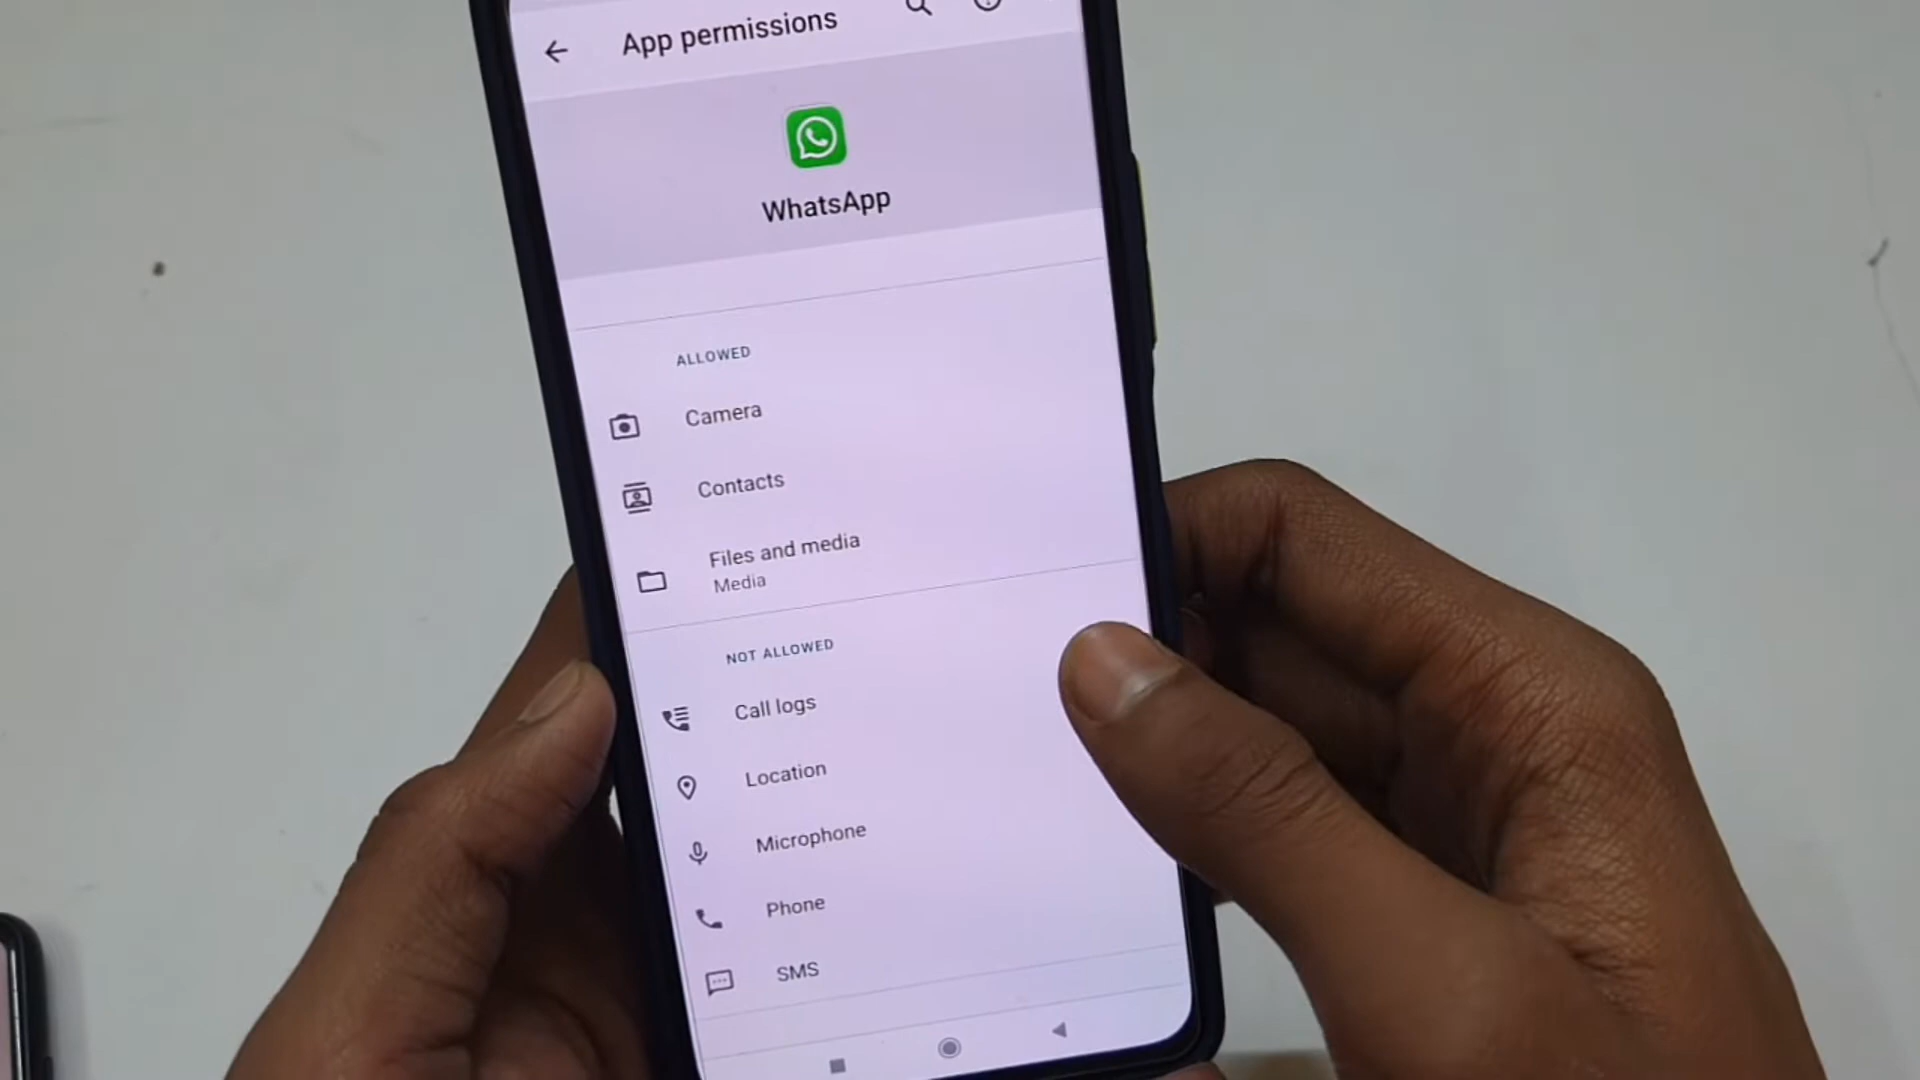 App permissions
WhatsApp
ALLOWED
Camera
Contacts
Files and media
Media
NOT ALLOWED
Call logs
Location
Microphone
Phone
SMS